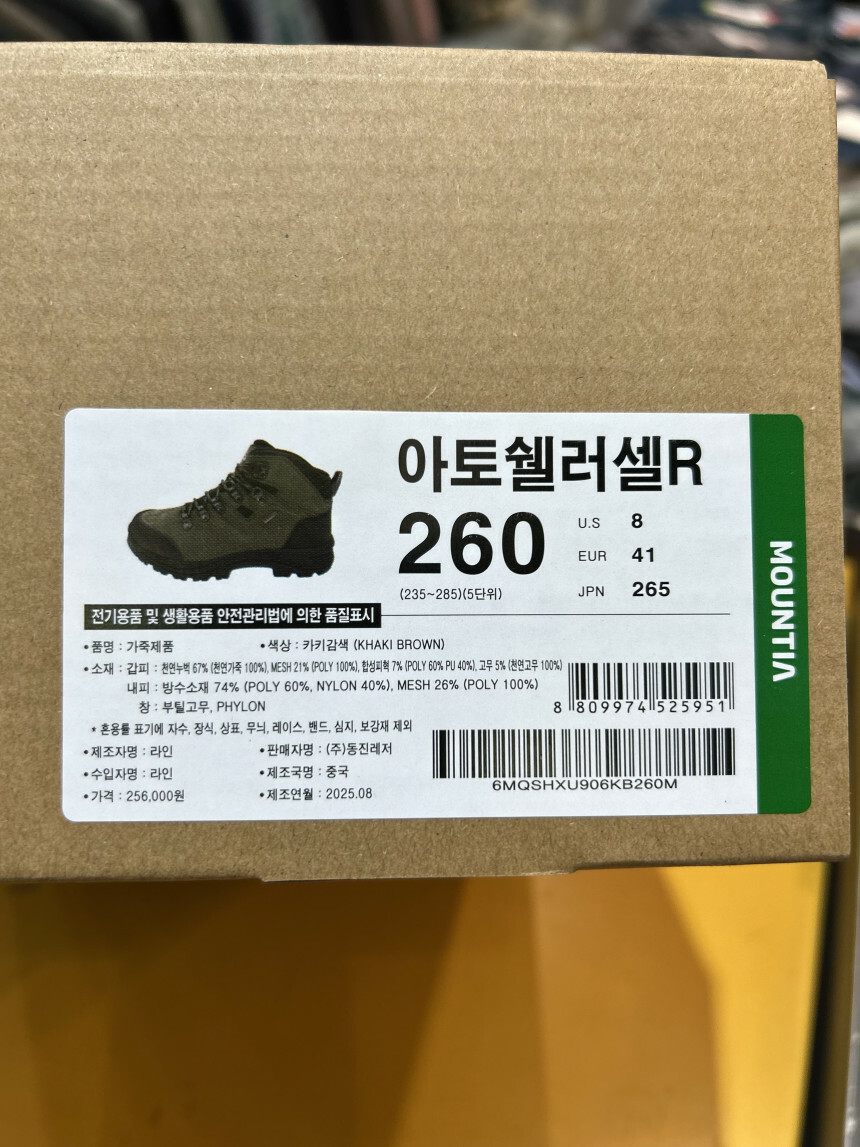 아토쉘러셀R
260
U.S 8
EUR 41
JPN 265
(235~285)(5단위)
MOUNTIA
전기용품 및 생활용품 안전관리법에 의한 품질표시
•품명 : 가죽제품 •색상 : 카키감색 (KHAKI BROWN)
•소재 : 갑피 : 천연누벅 67% (천연가죽 100%), MESH 21% (POLY 100%), 합성피혁 7% (POLY 60% PU 40%), 고무 5% (천연고무 100%)
내피 : 방수소재 74% (POLY 60%, NYLON 40%), MESH 26% (POLY 100%)
창 : 부틸고무, PHYLON
* 혼용률 표기에 자수, 장식, 상표, 무늬, 레이스, 밴드, 심지, 보강재 제외
•제조자명 : 라인 •판매자명 : (주)동진레저
•수입자명 : 라인 •제조국명 : 중국
•가격 : 256,000원 •제조연월 : 2025.08
8 809974 525951
6MQSHXU906KB260M